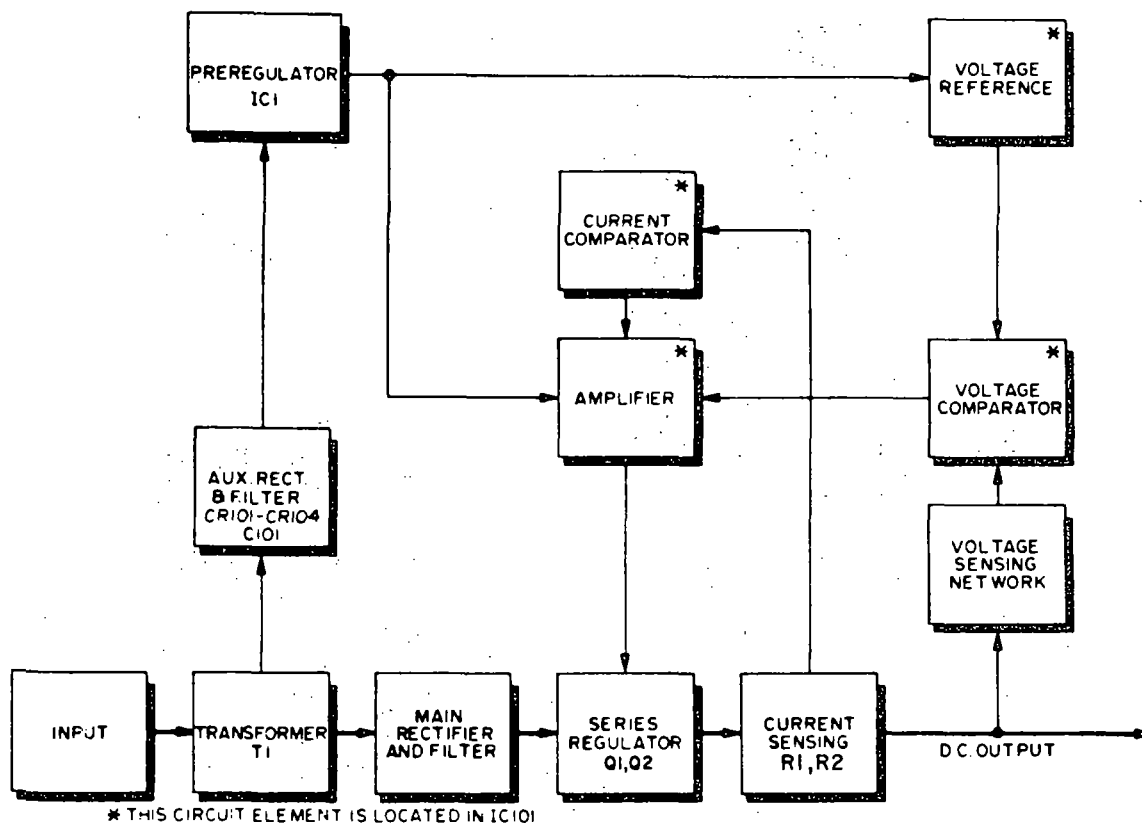 PREREGULATOR
IC1
*
VOLTAGE
REFERENCE
*
CURRENT
COMPARATOR
*
AMPLIFIER
*
VOLTAGE
COMPARATOR
AUX. RECT.
& FILTER
CR101-CR104
C101
VOLTAGE
SENSING
NETWORK
INPUT
TRANSFORMER
T1
MAIN
RECTIFIER
AND FILTER
SERIES
REGULATOR
Q1,Q2
CURRENT
SENSING
R1,R2
D.C. OUTPUT
* THIS CIRCUIT ELEMENT IS LOCATED IN IC101